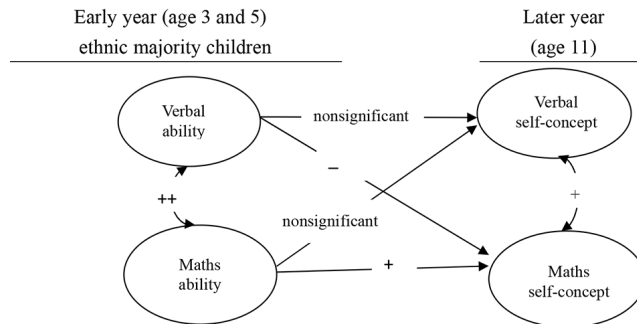 Early year (age 3 and 5)
ethnic majority children
Later year
(age 11)
Verbal
ability
nonsignificant
Verbal
self-concept
–
++
+
nonsignificant
Maths
ability
+
Maths
self-concept